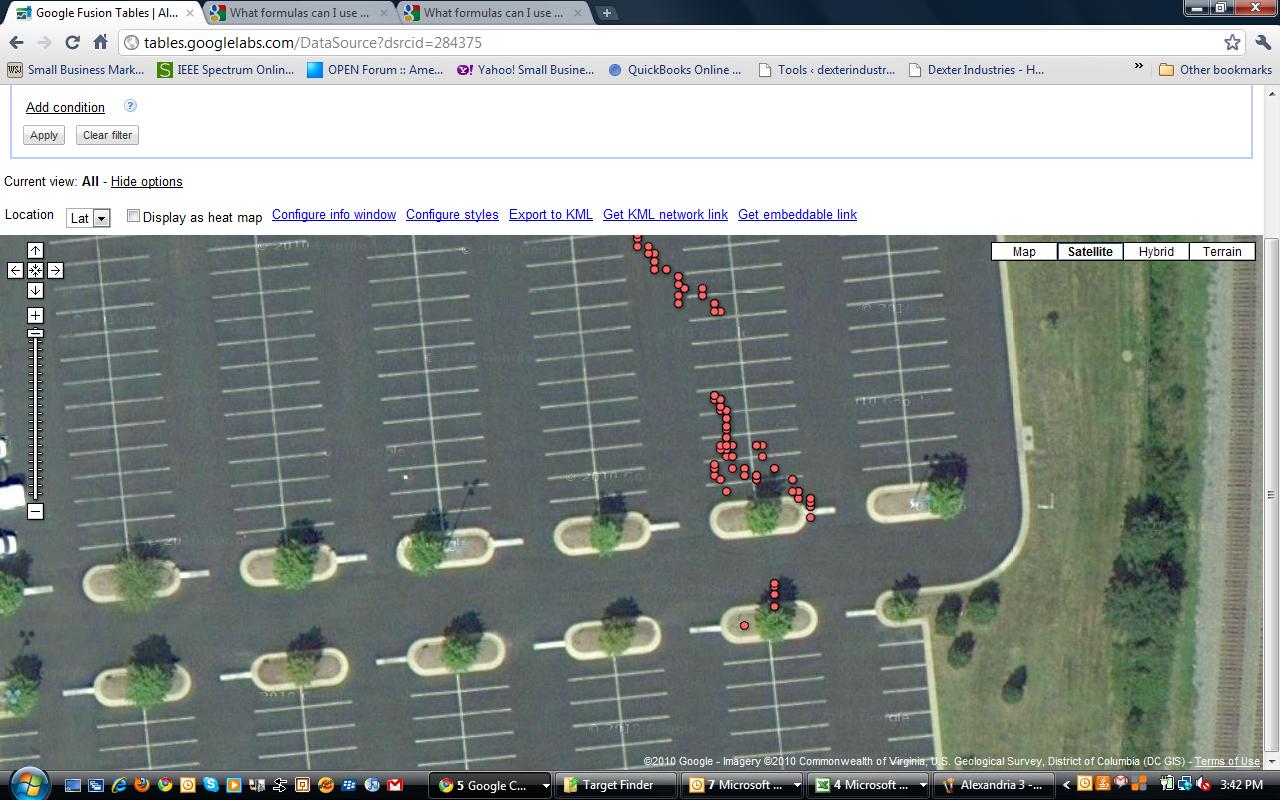 Google Fusion Tables | Al...
What formulas can I use ...
What formulas can I use ...
tables.googlelabs.com/DataSource?dsrcid=284375
Small Business Mark...
IEEE Spectrum Onlin...
OPEN Forum :: Ame...
Yahoo! Small Busine...
QuickBooks Online ...
Tools ‹ dexterindustr...
Dexter Industries - H...
»
Other bookmarks
Add condition
?
Apply
Clear filter
Current view: All - Hide options
Location
Lat
Display as heat map
Configure info window
Configure styles
Export to KML
Get KML network link
Get embeddable link
Map
Satellite
Hybrid
Terrain
©2010 Google - Imagery ©2010 Commonwealth of Virginia, U.S. Geological Survey, District of Columbia (DC GIS) - Terms of Use
5 Google C...
Target Finder
7 Microsoft ...
4 Microsoft ...
Alexandria 3 -...
3:42 PM